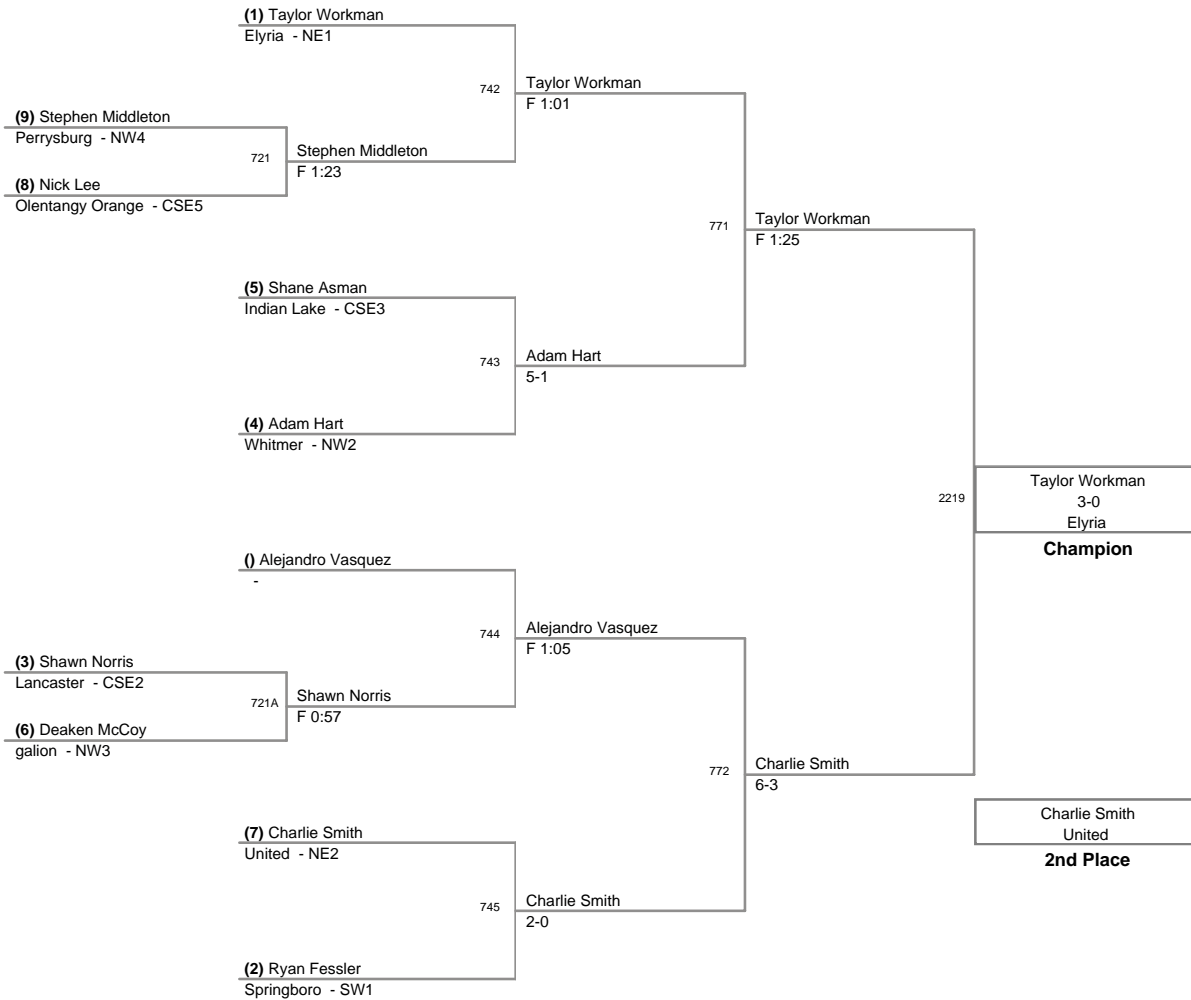 (1) Taylor Workman
Elyria - NE1
742
Taylor Workman
F 1:01
(9) Stephen Middleton
Perrysburg - NW4
721
Stephen Middleton
F 1:23
(8) Nick Lee
Olentangy Orange - CSE5
771
Taylor Workman
F 1:25
(5) Shane Asman
Indian Lake - CSE3
743
Adam Hart
5-1
(4) Adam Hart
Whitmer - NW2
2219
Taylor Workman
3-0
Elyria
Champion
() Alejandro Vasquez
-
744
Alejandro Vasquez
F 1:05
(3) Shawn Norris
Lancaster - CSE2
721A
Shawn Norris
F 0:57
(6) Deaken McCoy
galion - NW3
772
Charlie Smith
6-3
(7) Charlie Smith
United - NE2
745
Charlie Smith
2-0
(2) Ryan Fessler
Springboro - SW1
Charlie Smith
United
2nd Place